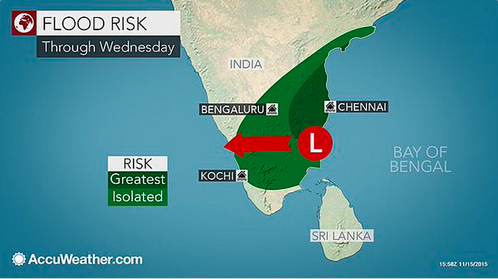 FLOOD RISK
Through Wednesday
INDIA
BENGALURU
CHENNAI
L
BAY OF
BENGAL
RISK
Greatest
Isolated
KOCHI
SRI LANKA
AccuWeather.com
15:58Z 11/15/2015